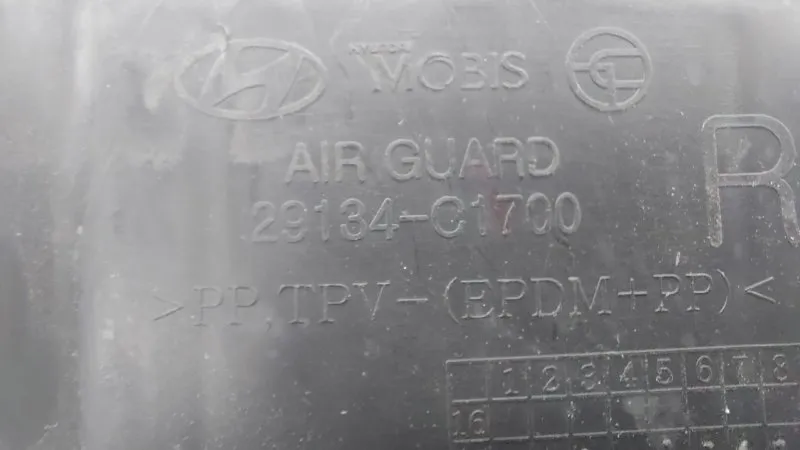 HYUNDAI MOBIS
AIR GUARD
R
29134-C1700
>PP,TPV-(EPDM+PP)<
1 2 3 4 5 6 7 8
16